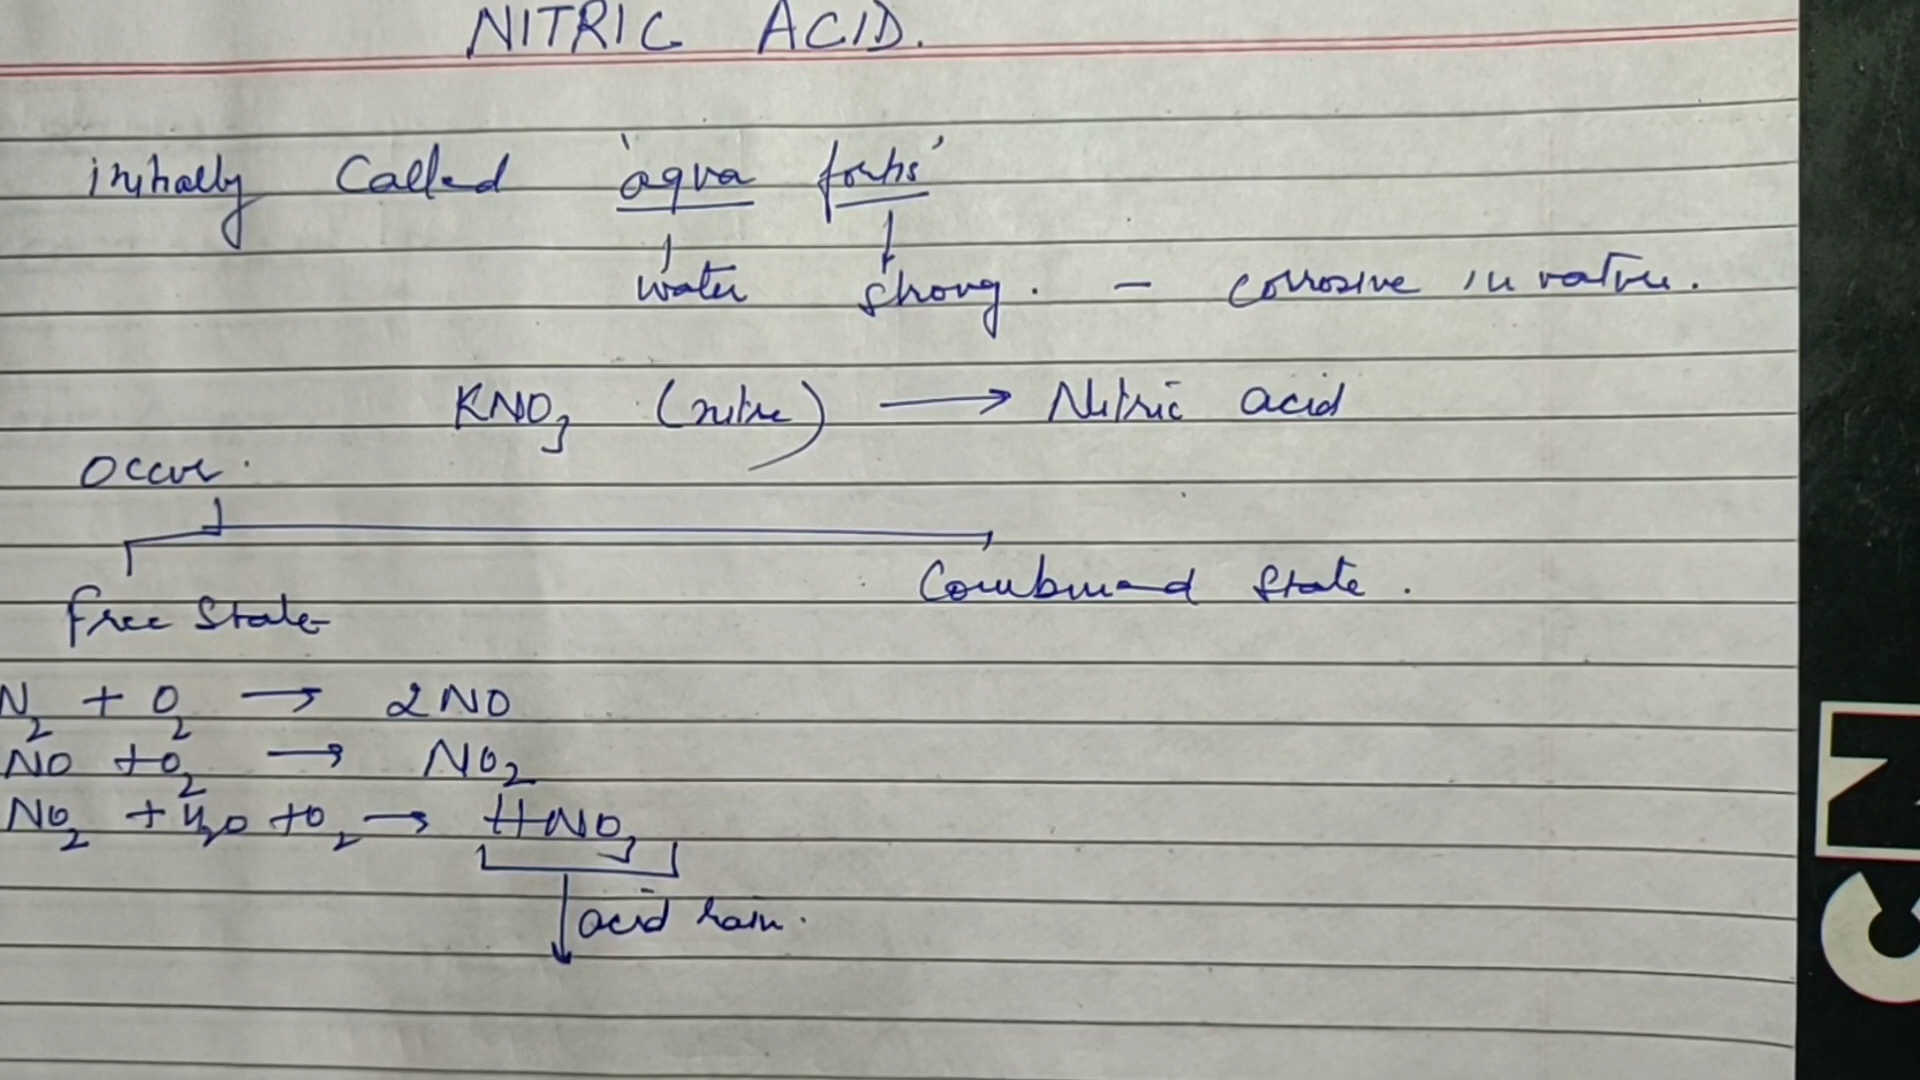 NITRIC ACID.
initially Called 'aqua fortis'
water strong. - corrosive in nature.
KNO₃ (nitre) → Nitric acid
Occur.
Free State
Combined State.
N₂ + O₂ → 2NO
NO + O₂ → NO₂
NO₂ + H₂O + O₂ → HNO₃
acid rain.
CN